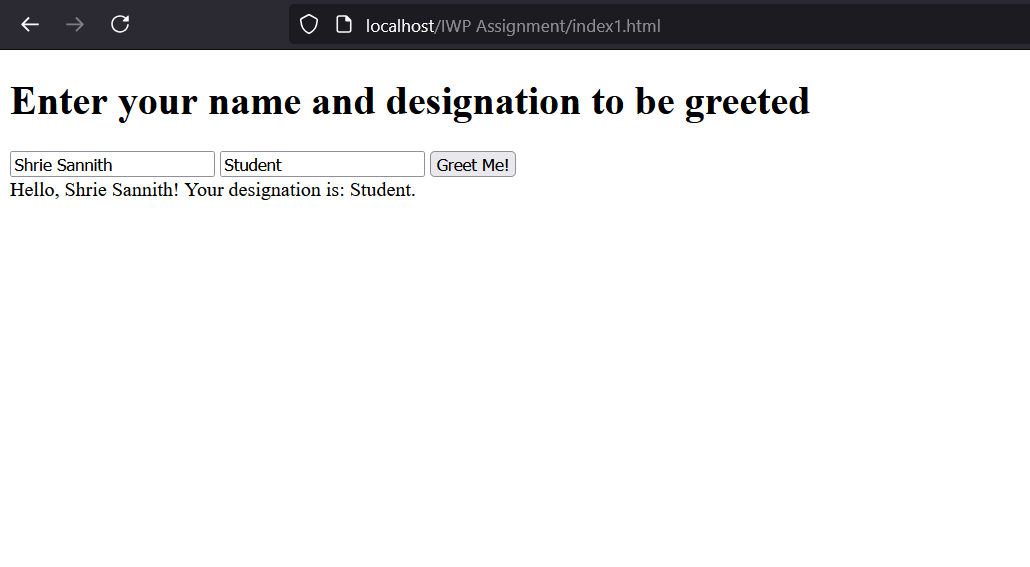 localhost/IWP Assignment/index1.html
Enter your name and designation to be greeted
Shrie Sannith Student Greet Me!
Hello, Shrie Sannith! Your designation is: Student.